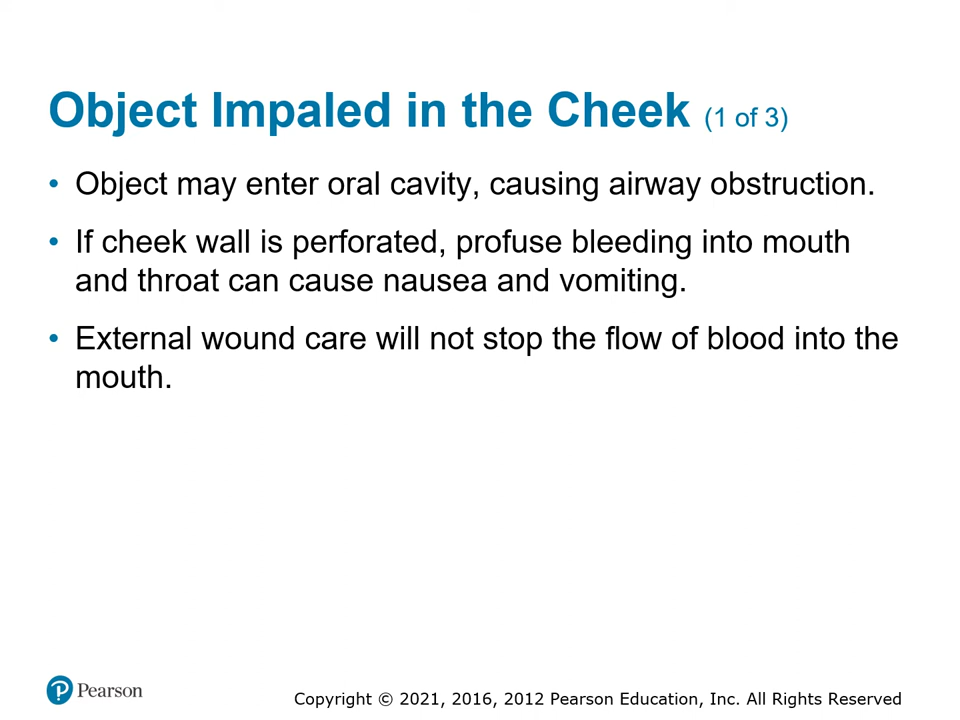 Object Impaled in the Cheek (1 of 3)
• Object may enter oral cavity, causing airway obstruction.
• If cheek wall is perforated, profuse bleeding into mouth
and throat can cause nausea and vomiting.
• External wound care will not stop the flow of blood into the
mouth.
Pearson
Copyright © 2021, 2016, 2012 Pearson Education, Inc. All Rights Reserved